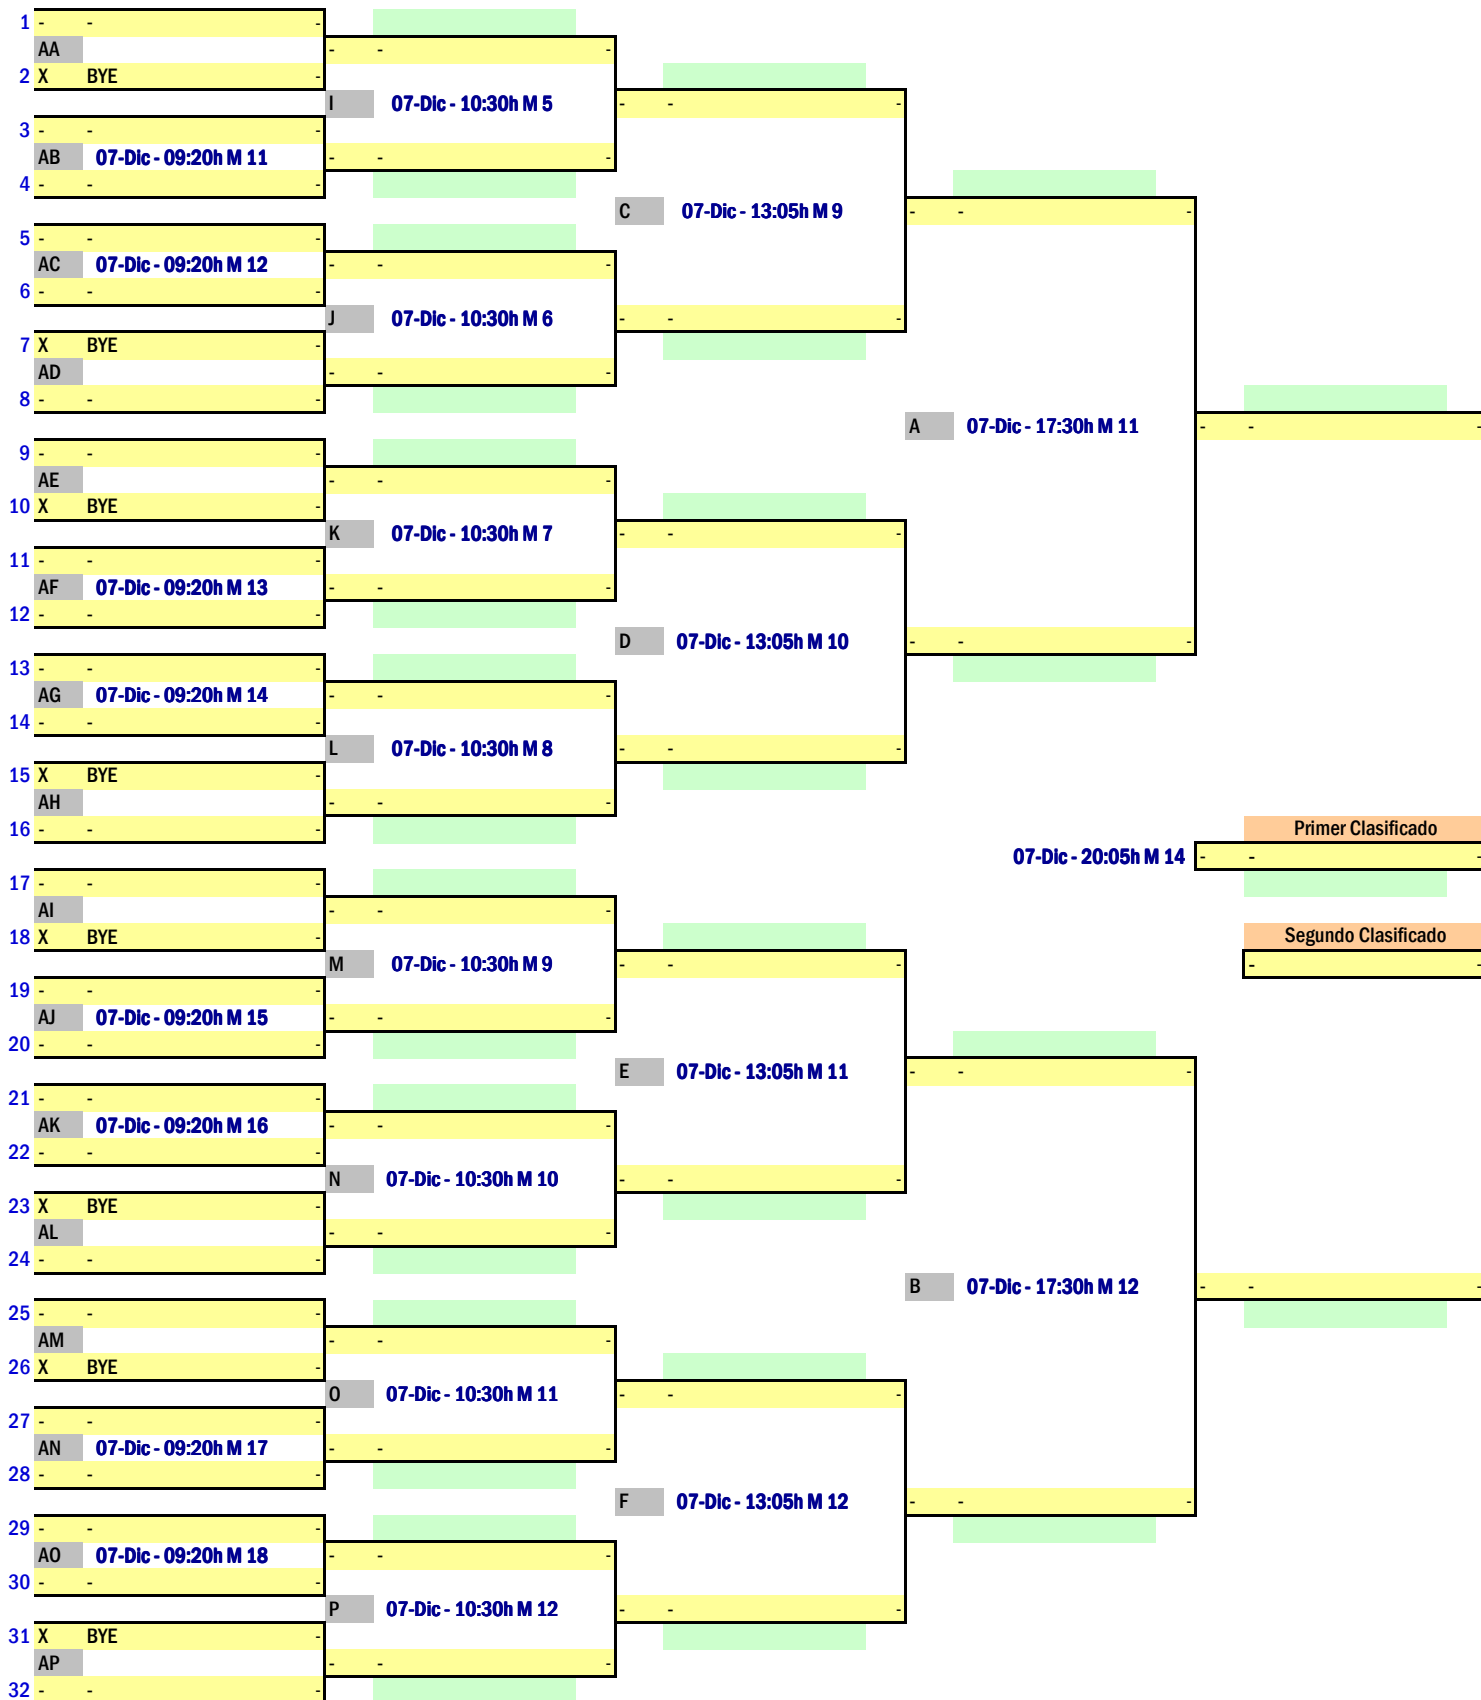 1 - - -
AA
- - -
2 X BYE -
I 07-Dic - 10:30h M 5
- - -
3 - - -
AB 07-Dic - 09:20h M 11
- - -
4 - - -
C 07-Dic - 13:05h M 9
- - -
5 - - -
AC 07-Dic - 09:20h M 12
- - -
6 - - -
J 07-Dic - 10:30h M 6
- - -
7 X BYE -
AD
- - -
8 - - -
A 07-Dic - 17:30h M 11
- - -
9 - - -
AE
- - -
10 X BYE -
K 07-Dic - 10:30h M 7
- - -
11 - - -
AF 07-Dic - 09:20h M 13
- - -
12 - - -
D 07-Dic - 13:05h M 10
- - -
13 - - -
AG 07-Dic - 09:20h M 14
- - -
14 - - -
L 07-Dic - 10:30h M 8
- - -
15 X BYE -
AH
- - -
16 - - -
Primer Clasificado
07-Dic - 20:05h M 14
- - -
17 - - -
AI
- - -
18 X BYE -
Segundo Clasificado
M 07-Dic - 10:30h M 9
- - -
- -
19 - - -
AJ 07-Dic - 09:20h M 15
- - -
20 - - -
E 07-Dic - 13:05h M 11
- - -
21 - - -
AK 07-Dic - 09:20h M 16
- - -
22 - - -
N 07-Dic - 10:30h M 10
- - -
23 X BYE -
AL
- - -
24 - - -
B 07-Dic - 17:30h M 12
- - -
25 - - -
AM
- - -
26 X BYE -
O 07-Dic - 10:30h M 11
- - -
27 - - -
AN 07-Dic - 09:20h M 17
- - -
28 - - -
F 07-Dic - 13:05h M 12
- - -
29 - - -
AO 07-Dic - 09:20h M 18
- - -
30 - - -
P 07-Dic - 10:30h M 12
- - -
31 X BYE -
AP
- - -
32 - - -